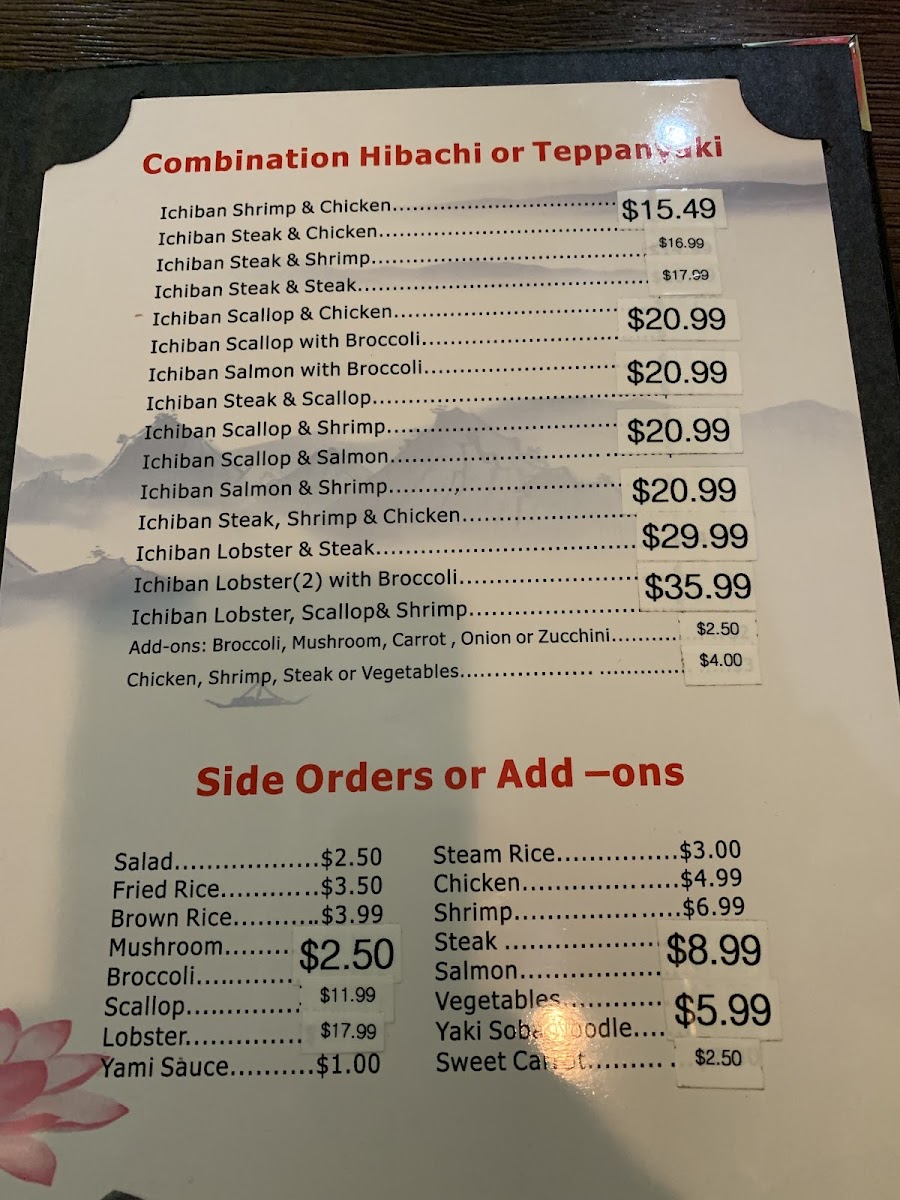 Combination Hibachi or Teppanyaki
Ichiban Shrimp & Chicken $15.49
Ichiban Steak & Chicken
Ichiban Steak & Shrimp $16.99
Ichiban Steak & Steak $17.99
Ichiban Scallop & Chicken $20.99
Ichiban Scallop with Broccoli
Ichiban Salmon with Broccoli $20.99
Ichiban Steak & Scallop
Ichiban Scallop & Shrimp $20.99
Ichiban Scallop & Salmon
Ichiban Salmon & Shrimp $20.99
Ichiban Steak, Shrimp & Chicken
Ichiban Lobster & Steak $29.99
Ichiban Lobster(2) with Broccoli $35.99
Ichiban Lobster, Scallop& Shrimp
Add-ons: Broccoli, Mushroom, Carrot , Onion or Zucchini $2.50
Chicken, Shrimp, Steak or Vegetables $4.00
Side Orders or Add –ons
Salad $2.50
Fried Rice $3.50
Brown Rice $3.99
Mushroom $2.50
Broccoli
Scallop $11.99
Lobster $17.99
Yami Sauce $1.00
Steam Rice $3.00
Chicken $4.99
Shrimp $6.99
Steak $8.99
Salmon
Vegetables $5.99
Yaki Soba Noodle
Sweet Carrot $2.50